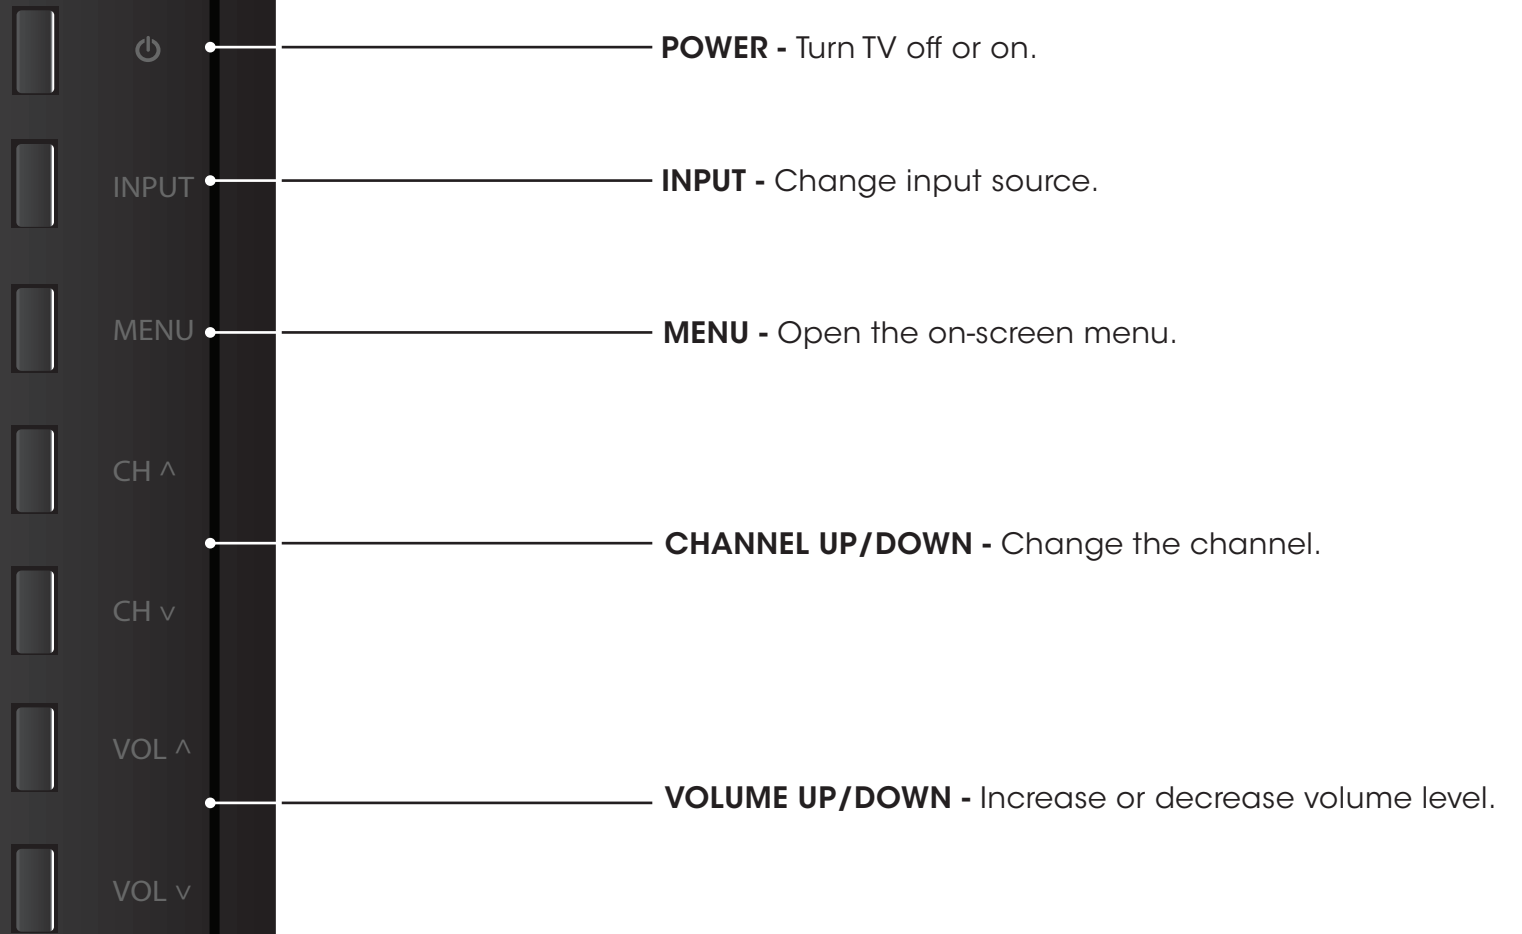 POWER - Turn TV off or on.
INPUT
INPUT - Change input source.
MENU
MENU - Open the on-screen menu.
CH ^
CHANNEL UP/DOWN - Change the channel.
CH v
VOL ^
VOLUME UP/DOWN - Increase or decrease volume level.
VOL v